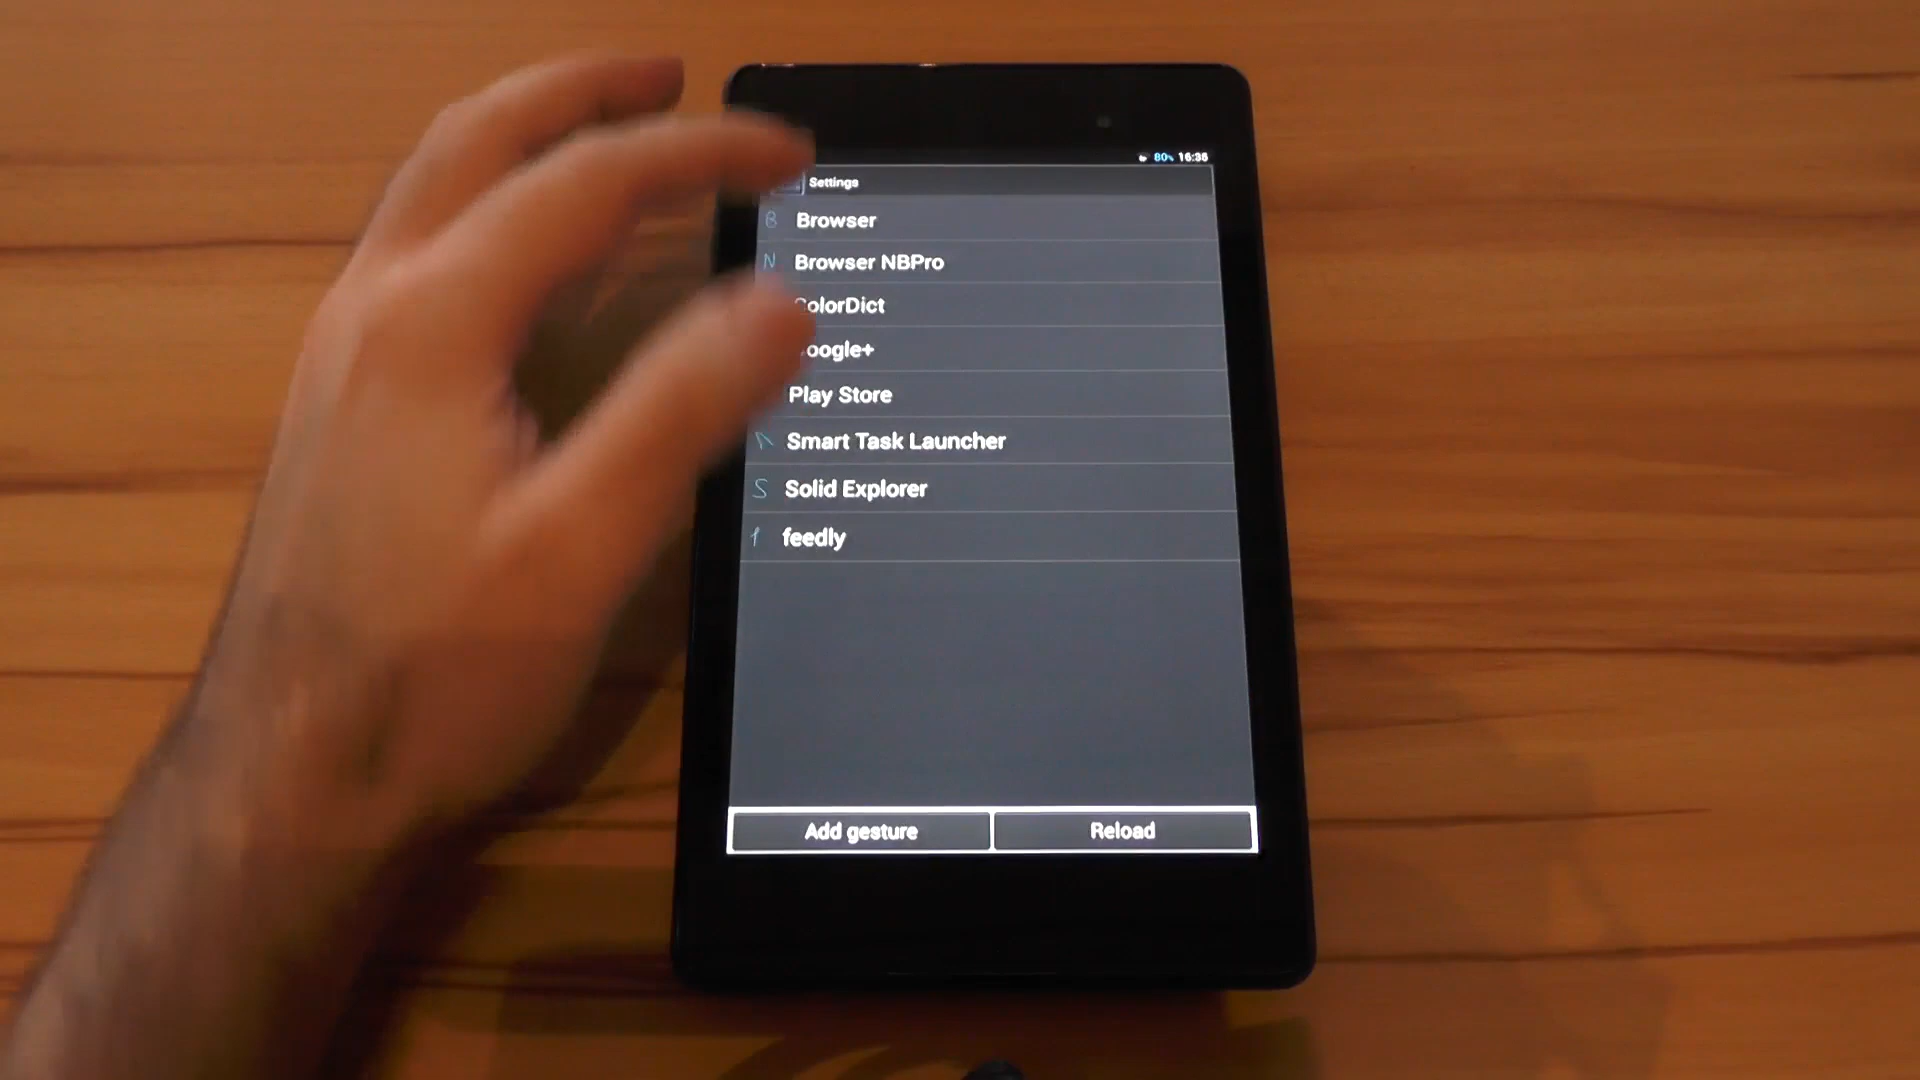 80% 16:36
Settings
B Browser
N Browser NBPro
ColorDict
oogle+
Play Store
Smart Task Launcher
S Solid Explorer
f feedly
Add gesture Reload